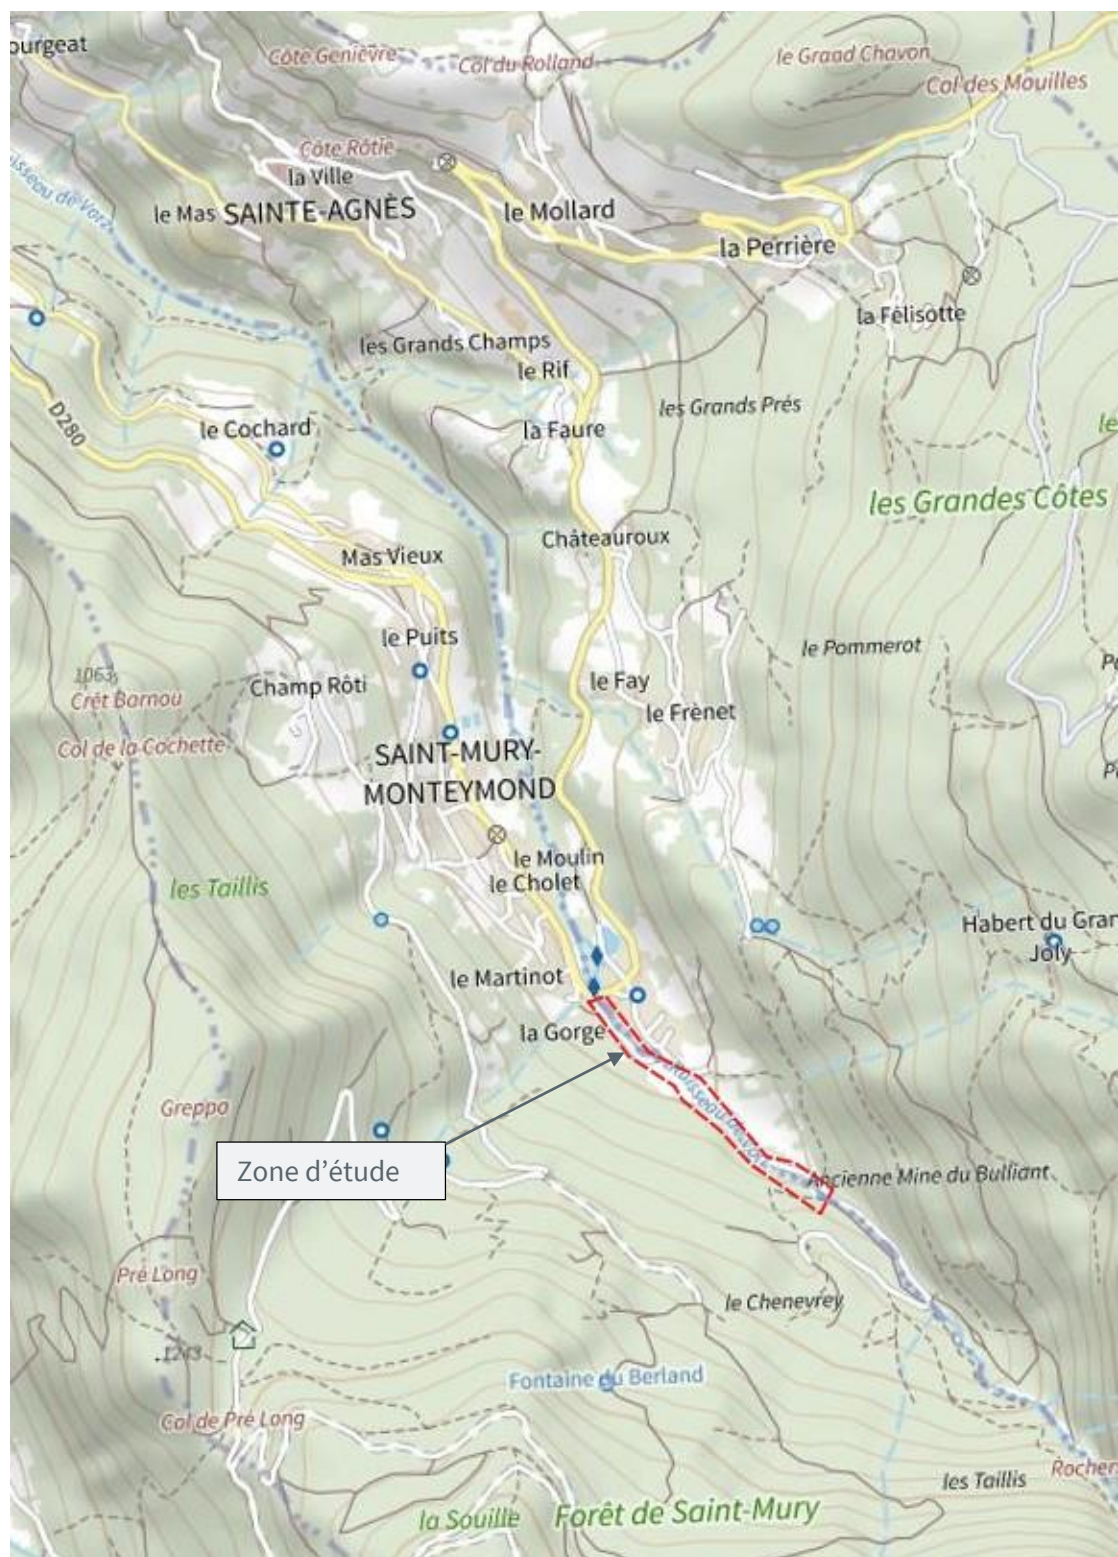 ourgeat
Côte Genièvre
Col du Rolland
le Grand Chavon
Col des Mouilles
Côte Rôtie
la Ville
le Mas SAINTE-AGNÈS
le Mollard
la Perrière
la Félisotte
les Grands Champs
le Rif
D280
le Cochard
la Faure
les Grands Prés
les Grandes Côtes
Châteauroux
Mas Vieux
le Puits
le Pommerot
1063
Crêt Barnou
Champ Rôti
le Fay
le Frênet
Col de la Cochette
SAINT-MURY-
MONTEYMOND
le Moulin
le Cholet
les Taillis
Habert du Gran
Joly
le Martinot
la Gorge
Greppo
Zone d'étude
Ancienne Mine du Bulliant
Pré Long
le Chenevrey
1243
Fontaine du Berland
Col de Pré Long
les Taillis
Rocher
la Souille
Forêt de Saint-Mury